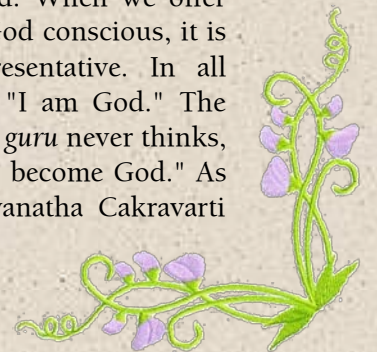 d. When we offer
od conscious, it is
resentative. In all
"I am God." The
guru never thinks,
become God." As
vanatha Cakravarti